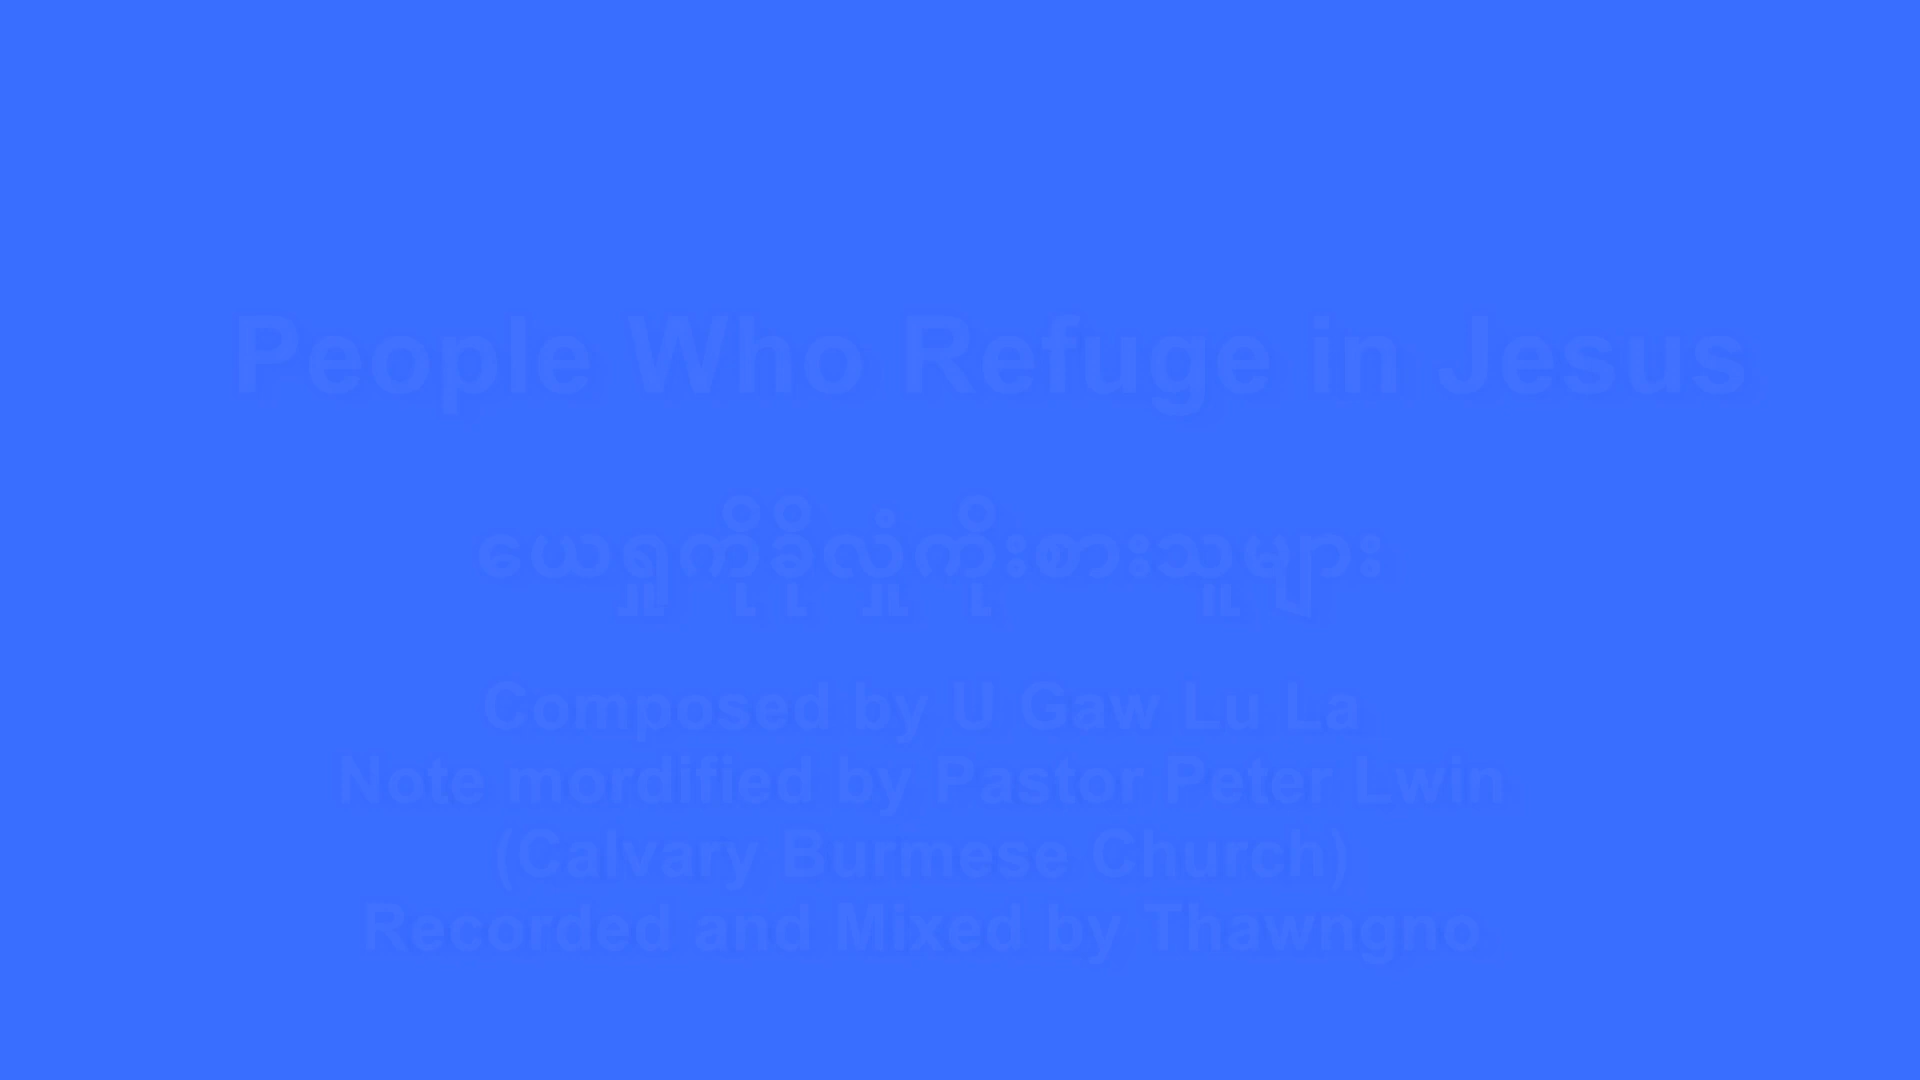 People Who Refuge in Jesus
ယေရှုကိုခိုလှုံကိုးစားသူများ
Composed by U Gaw Lu La
Note mordified by Pastor Peter Lwin
(Calvary Burmese Church)
Recorded and Mixed by Thawngno